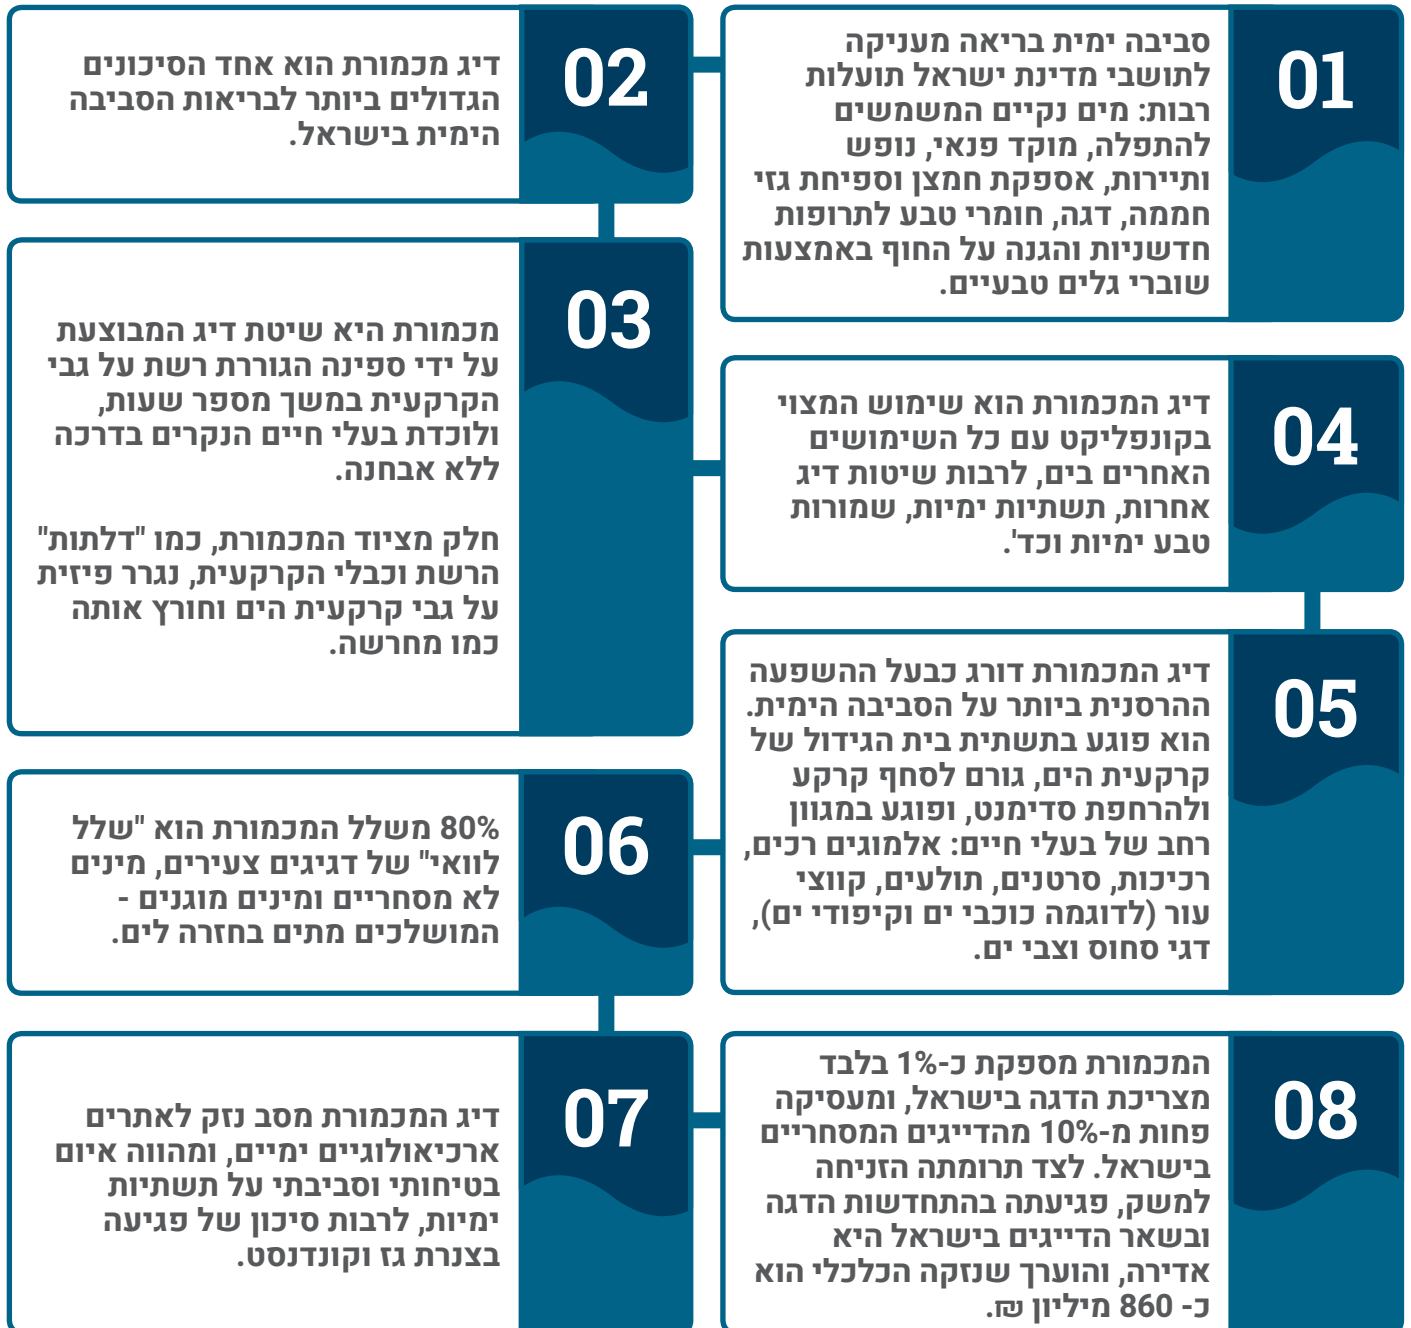 01
סביבה ימית בריאה מעניקה
לתושבי מדינת ישראל תועלות
רבות: מים נקיים המשמשים
להתפלה, מוקד פנאי, נופש
ותיירות, אספקת חמצן וספיחת גזי
חממה, דגה, חומרי טבע לתרופות
חדשניות והגנה על החוף באמצעות
שוברי גלים טבעיים.
02
דיג מכמורת הוא אחד הסיכונים
הגדולים ביותר לבריאות הסביבה
הימית בישראל.
03
מכמורת היא שיטת דיג המבוצעת
על ידי ספינה הגוררת רשת על גבי
הקרקעית במשך מספר שעות,
ולוכדת בעלי חיים הנקרים בדרכה
ללא אבחנה.
חלק מציוד המכמורת, כמו "דלתות"
הרשת וכבלי הקרקעית, נגרר פיזית
על גבי קרקעית הים וחורץ אותה
כמו מחרשה.
04
דיג המכמורת הוא שימוש המצוי
בקונפליקט עם כל השימושים
האחרים בים, לרבות שיטות דיג
אחרות, תשתיות ימיות, שמורות
טבע ימיות וכד'.
05
דיג המכמורת דורג כבעל ההשפעה
ההרסנית ביותר על הסביבה הימית.
הוא פוגע בתשתית בית הגידול של
קרקעית הים, גורם לסחף קרקע
ולהרחפת סדימנט, ופוגע במגוון
רחב של בעלי חיים: אלמוגים רכים,
רכיכות, סרטנים, תולעים, קווצי
עור (לדוגמה כוכבי ים וקיפודי ים),
דגי סחוס וצבי ים.
06
80% משלל המכמורת הוא "שלל
לוואי" של דגיגים צעירים, מינים
לא מסחריים ומינים מוגנים -
המושלכים מתים בחזרה לים.
07
דיג המכמורת מסב נזק לאתרים
ארכיאולוגיים ימיים, ומהווה איום
בטיחותי וסביבתי על תשתיות
ימיות, לרבות סיכון של פגיעה
בצנרת גז וקונדנסט.
08
המכמורת מספקת כ-1% בלבד
מצריכת הדגה בישראל, ומעסיקה
פחות מ-10% מהדייגים המסחריים
בישראל. לצד תרומתה הזניחה
למשק, פגיעתה בהתחדשות הדגה
ובשאר הדייגים בישראל היא
אדירה, והוערך שנזקה הכלכלי הוא
כ- 860 מיליון ₪.